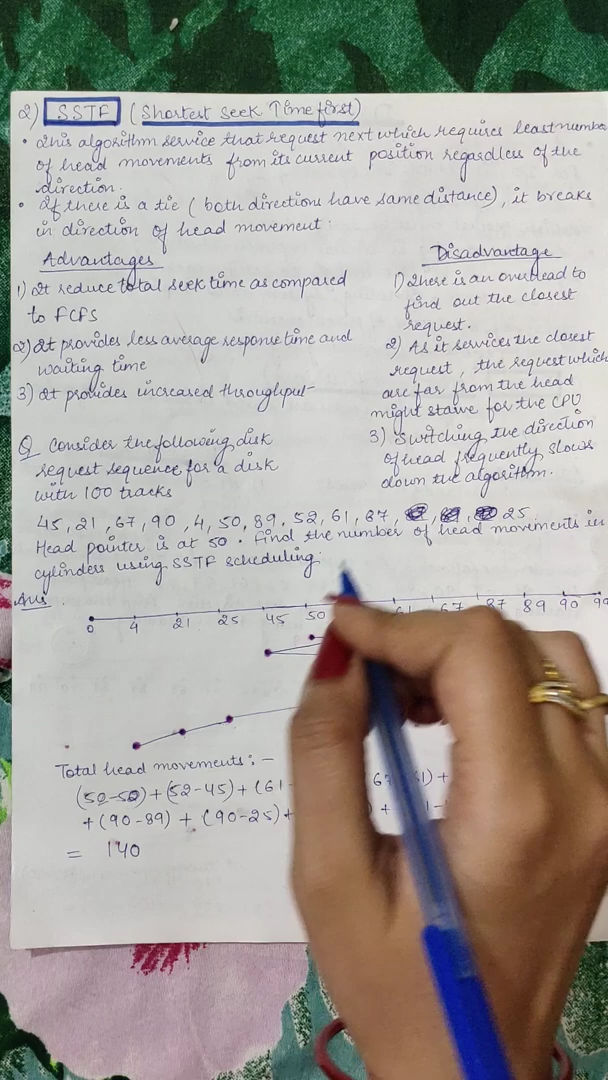 2) SSTF (Shortest Seek Time first)
• This algorithm service that request next which requires least number
of head movements from its current position regardless of the
direction.
• If there is a tie (both directions have same distance), it breaks
in direction of head movement.
Advantages
1) It reduce total seek time as compared
to FCFS
2) It provides less average response time and
waiting time
3) It provides increased throughput
Disadvantage
1) There is an overhead to
find out the closest
request.
2) As it services the closest
request, the request which
are far from the head
might starve for the CPU
3) Switching the direction
of head frequently slows
down the algorithm.
Q Consider the following disk
request sequence for a disk
with 100 tracks
45, 21, 67, 90, 4, 50, 89, 52, 61, 87, 25
Head pointer is at 50. Find the number of head movements in
cylinders using SSTF scheduling.
Ans
0 4 21 25 45 50 61 67 87 89 90 99
Total head movements:-
(52-50)+(52-45)+(61- 67-61)+
+(90-89)+(90-25)+ + 1-
= 140